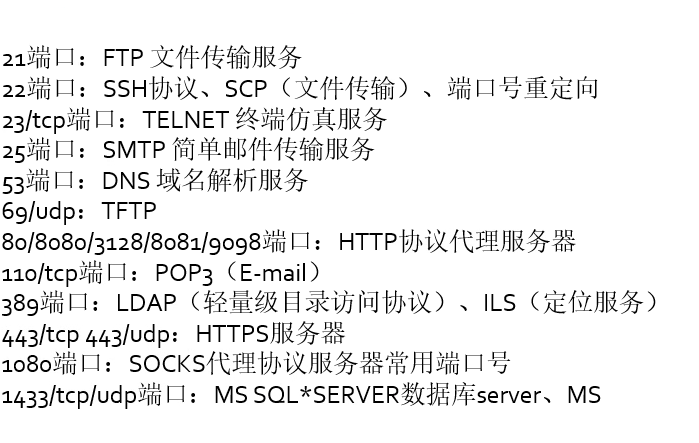 21端口：FTP 文件传输服务
22端口：SSH协议、SCP（文件传输）、端口号重定向
23/tcp端口：TELNET 终端仿真服务
25端口：SMTP 简单邮件传输服务
53端口：DNS 域名解析服务
69/udp：TFTP
80/8080/3128/8081/9098端口：HTTP协议代理服务器
110/tcp端口：POP3（E-mail）
389端口：LDAP（轻量级目录访问协议）、ILS（定位服务）
443/tcp 443/udp：HTTPS服务器
1080端口：SOCKS代理协议服务器常用端口号
1433/tcp/udp端口：MS SQL*SERVER数据库server、MS